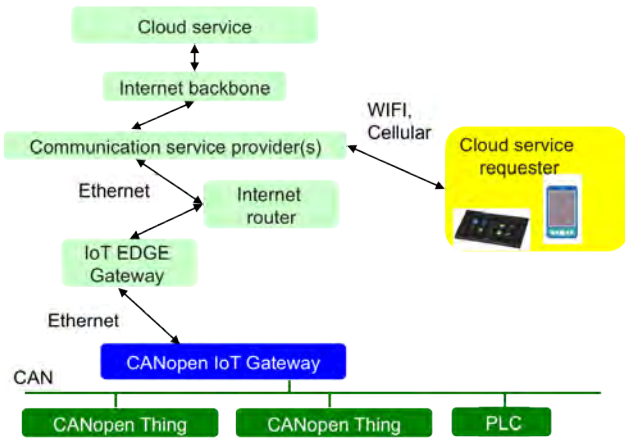 Cloud service
Internet backbone
WIFI,
Cellular
Communication service provider(s)
Cloud service
requester
Ethernet
Internet
router
IoT EDGE
Gateway
Ethernet
CANopen IoT Gateway
CAN
CANopen Thing
CANopen Thing
PLC